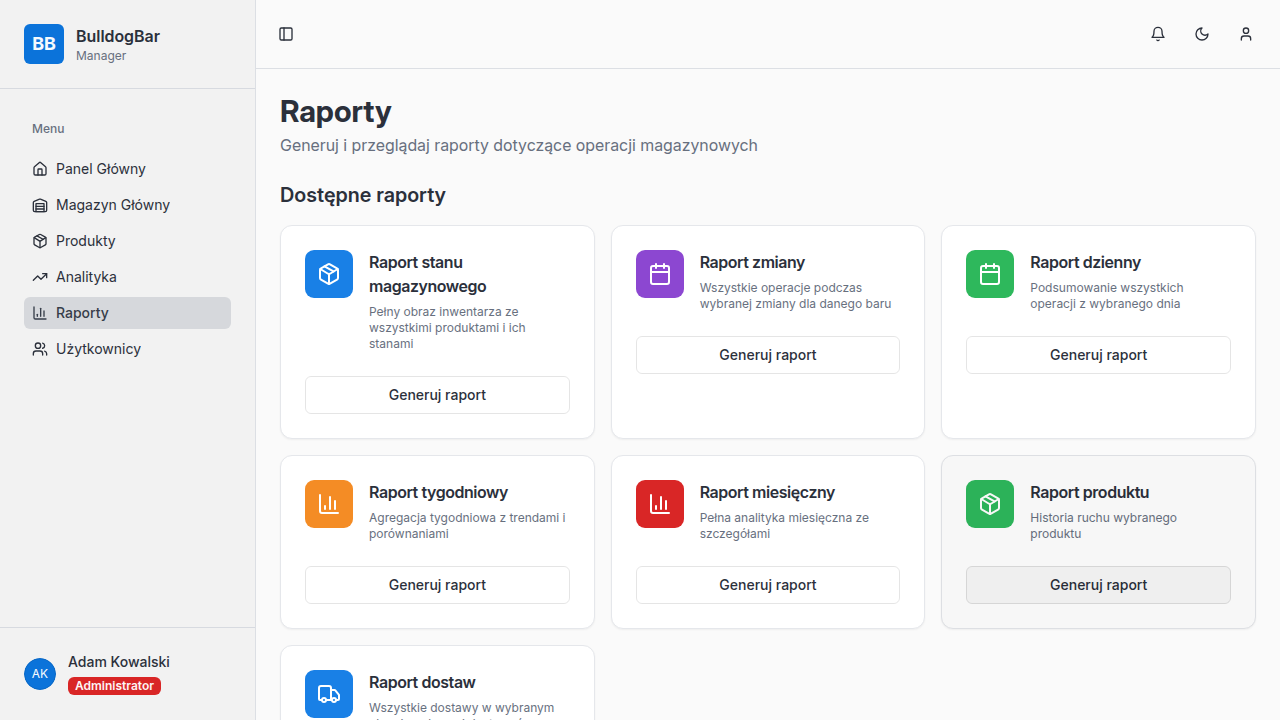 BB
BulldogBar
Manager
Menu
Panel Główny
Magazyn Główny
Produkty
Analityka
Raporty
Użytkownicy
AK
Adam Kowalski
Administrator
Raporty
Generuj i przeglądaj raporty dotyczące operacji magazynowych
Dostępne raporty
Raport stanu
magazynowego
Pełny obraz inwentarza ze
wszystkimi produktami i ich
stanami
Generuj raport
Raport zmiany
Wszystkie operacje podczas
wybranej zmiany dla danego baru
Generuj raport
Raport dzienny
Podsumowanie wszystkich
operacji z wybranego dnia
Generuj raport
Raport tygodniowy
Agregacja tygodniowa z trendami i
porównaniami
Generuj raport
Raport miesięczny
Pełna analityka miesięczna ze
szczegółami
Generuj raport
Raport produktu
Historia ruchu wybranego
produktu
Generuj raport
Raport dostaw
Wszystkie dostawy w wybranym